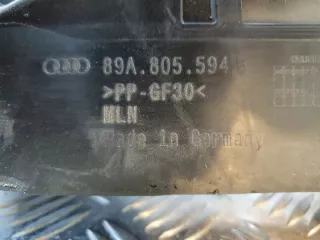 89A.805.594
>PP-GF30<
MLN
Made in Germany